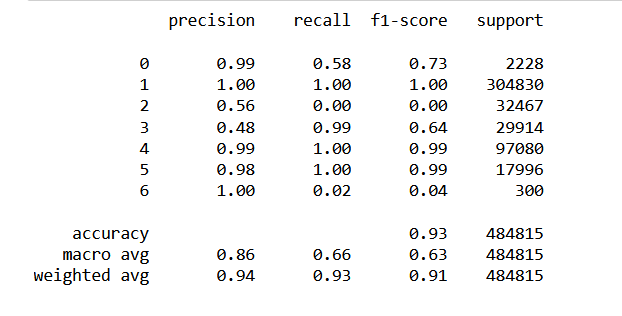 precision recall f1-score support
0 0.99 0.58 0.73 2228
1 1.00 1.00 1.00 304830
2 0.56 0.00 0.00 32467
3 0.48 0.99 0.64 29914
4 0.99 1.00 0.99 97080
5 0.98 1.00 0.99 17996
6 1.00 0.02 0.04 300
accuracy 0.93 484815
macro avg 0.86 0.66 0.63 484815
weighted avg 0.94 0.93 0.91 484815